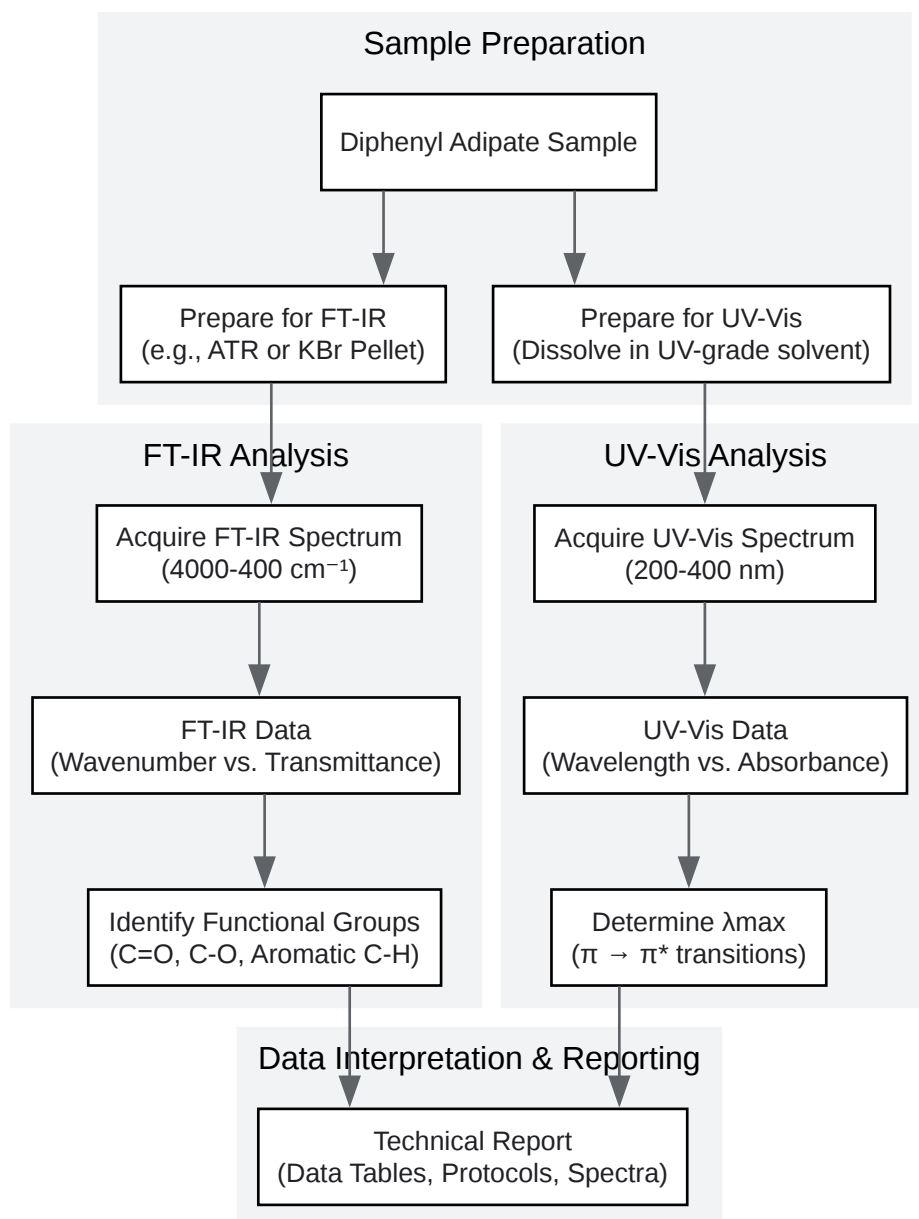 Sample Preparation
Diphenyl Adipate Sample
Prepare for FT-IR
(e.g., ATR or KBr Pellet)
Prepare for UV-Vis
(Dissolve in UV-grade solvent)
FT-IR Analysis
Acquire FT-IR Spectrum
(4000-400 cm⁻¹)
FT-IR Data
(Wavenumber vs. Transmittance)
Identify Functional Groups
(C=O, C-O, Aromatic C-H)
UV-Vis Analysis
Acquire UV-Vis Spectrum
(200-400 nm)
UV-Vis Data
(Wavelength vs. Absorbance)
Determine λmax
(π → π* transitions)
Data Interpretation & Reporting
Technical Report
(Data Tables, Protocols, Spectra)